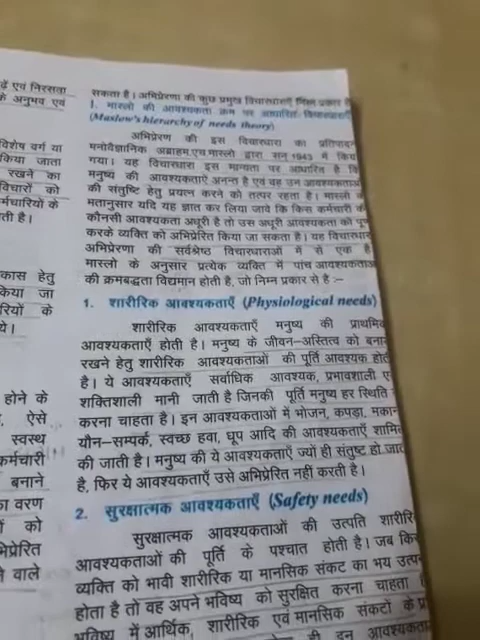 ढ़ें एवं निरसता
के अनुभव एवं
विशेष वर्ग या
किया जाता
रखने का
विचारों को
र्मचारियों के
ती है।
कास हेतु
किया जा
रियों के
ये।
होने के
, ऐसे
स्वस्थ
कर्मचारी
बनाने
का वरण
ों को
भिप्रेरित
ने वाले
सकता है। अभिप्रेरणा की कुछ प्रमुख विचारधाराएँ निम्न प्रकार है
1. मास्लो की आवश्यकता क्रम पर आधारित विचारधाराएँ
(Maslow's hierarchy of needs theory)
अभिप्रेरण की इस विचारधारा का प्रतिपादन
मनोवैज्ञानिक अब्राहम.एच.मास्लो द्वारा सन् 1943 में किय
गया। यह विचारधारा इस मान्यता पर आधारित है कि
मनुष्य की आवश्यकताएँ अनन्त है एवं वह उन आवश्यकताओ
की संतुष्टि हेतु प्रयत्न करने को तत्पर रहता है। मास्लो के
मतानुसार यदि यह ज्ञात कर लिया जावे कि किस कर्मचारी की
कौनसी आवश्यकता अधूरी है तो उस अधूरी आवश्यकता को पूर्
करके व्यक्ति को अभिप्रेरित किया जा सकता है। यह विचारधार
अभिप्रेरणा की सर्वश्रेष्ठ विचारधाराओं में से एक है
मास्लो के अनुसार प्रत्येक व्यक्ति में पांच आवश्यकताअ
की क्रमबद्धता विद्यमान होती है, जो निम्न प्रकार से है :–
1. शारीरिक आवश्यकताएँ (Physiological needs)
शारीरिक आवश्यकताएँ मनुष्य की प्राथमिक
आवश्यकताएँ होती है। मनुष्य के जीवन–अस्तित्व को बनाए
रखने हेतु शारीरिक आवश्यकताओं की पूर्ति आवश्यक होत
है। ये आवश्यकताएँ सर्वाधिक आवश्यक, प्रभावशाली ए
शक्तिशाली मानी जाती है जिनकी पूर्ति मनुष्य हर स्थिति
करना चाहता है। इन आवश्यकताओं में भोजन, कपड़ा, मकान
यौन–सम्पर्क, स्वच्छ हवा, धूप आदि की आवश्यकताएँ शामि
की जाती है। मनुष्य की ये आवश्यकताएँ ज्यों ही संतुष्ट हो जात
है, फिर ये आवश्यकताएँ उसे अभिप्रेरित नहीं करती है।
2. सुरक्षात्मक आवश्यकताएँ (Safety needs)
सुरक्षात्मक आवश्यकताओं की उत्पति शारीरि
आवश्यकताओं की पूर्ति के पश्चात होती है। जब किस
व्यक्ति को भावी शारीरिक या मानसिक संकट का भय उत्पन
होता है तो वह अपने भविष्य को सुरक्षित करना चाहता
भविष्य में आर्थिक, शारीरिक एवं मानसिक संकटों के प्र
इन आवश्यकता